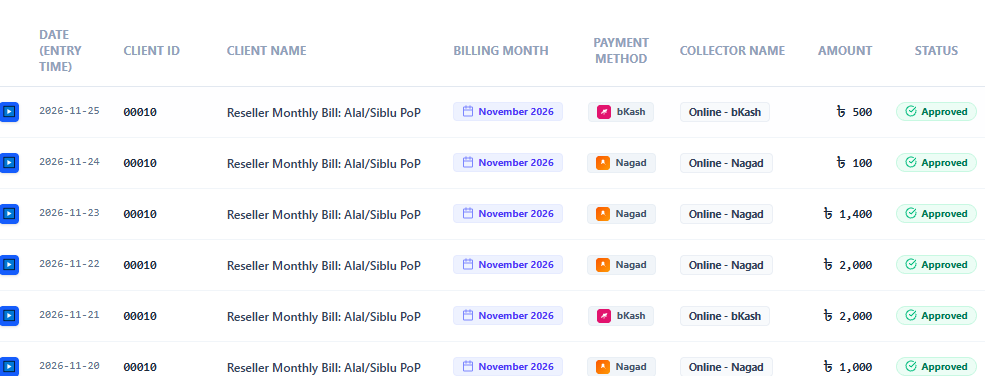 DATE (ENTRY TIME) CLIENT ID CLIENT NAME BILLING MONTH PAYMENT METHOD COLLECTOR NAME AMOUNT STATUS
2026-11-25 00010 Reseller Monthly Bill: Alal/Siblu PoP November 2026 bKash Online - bKash ৳ 500 Approved
2026-11-24 00010 Reseller Monthly Bill: Alal/Siblu PoP November 2026 Nagad Online - Nagad ৳ 100 Approved
2026-11-23 00010 Reseller Monthly Bill: Alal/Siblu PoP November 2026 Nagad Online - Nagad ৳ 1,400 Approved
2026-11-22 00010 Reseller Monthly Bill: Alal/Siblu PoP November 2026 Nagad Online - Nagad ৳ 2,000 Approved
2026-11-21 00010 Reseller Monthly Bill: Alal/Siblu PoP November 2026 bKash Online - bKash ৳ 2,000 Approved
2026-11-20 00010 Reseller Monthly Bill: Alal/Siblu PoP November 2026 Nagad Online - Nagad ৳ 1,000 Approved